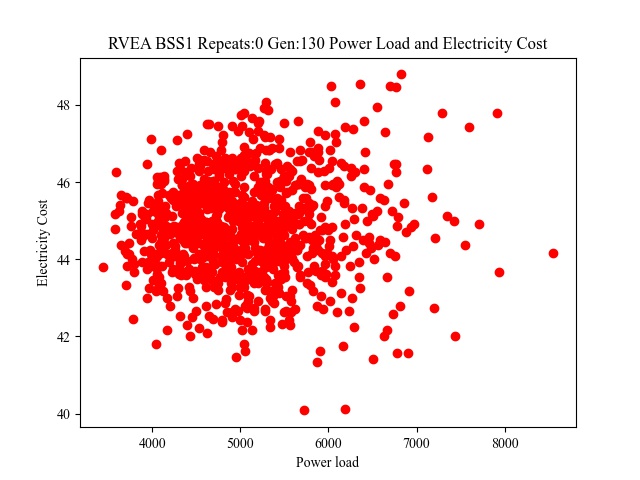 RVEA BSS1 Repeats:0 Gen:130 Power Load and Electricity Cost
48
46
44
42
40
Electricity Cost
4000 5000 6000 7000 8000
Power load